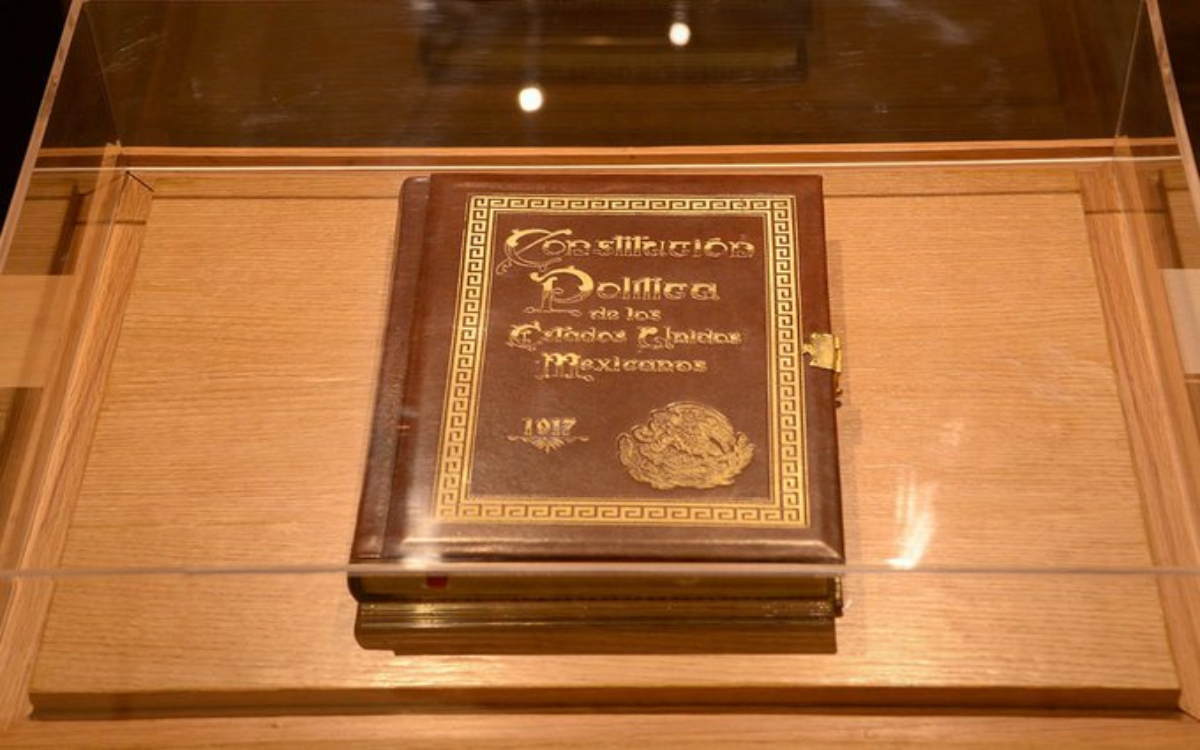 Constitución
Política
de los
Estados Unidos
Mexicanos
1917